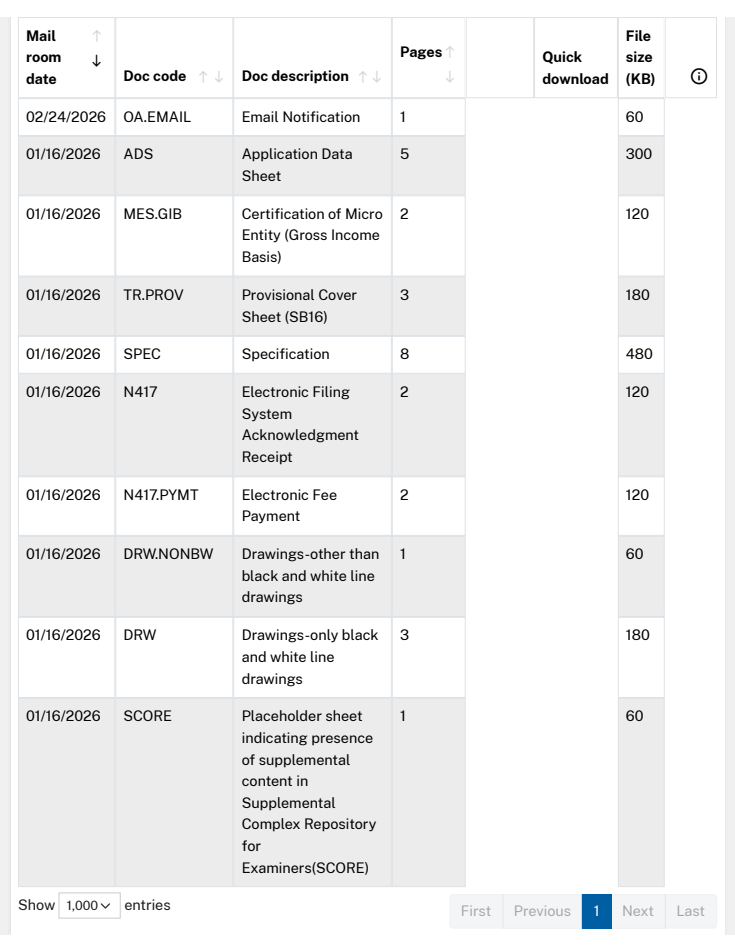 Mail room date
Doc code
Doc description
Pages
Quick download
File size (KB)
02/24/2026 OA.EMAIL Email Notification 1 60
01/16/2026 ADS Application Data 5 300
Sheet
01/16/2026 MES.GIB Certification of Micro 2 120
Entity (Gross Income
Basis)
01/16/2026 TR.PROV Provisional Cover 3 180
Sheet (SB16)
01/16/2026 SPEC Specification 8 480
01/16/2026 N417 Electronic Filing 2 120
System
Acknowledgment
Receipt
01/16/2026 N417.PYMT Electronic Fee 2 120
Payment
01/16/2026 DRW.NONBW Drawings-other than 1 60
black and white line
drawings
01/16/2026 DRW Drawings-only black 3 180
and white line
drawings
01/16/2026 SCORE Placeholder sheet 1 60
indicating presence
of supplemental
content in
Supplemental
Complex Repository
for
Examiners(SCORE)
Show 1,000 entries First Previous 1 Next Last